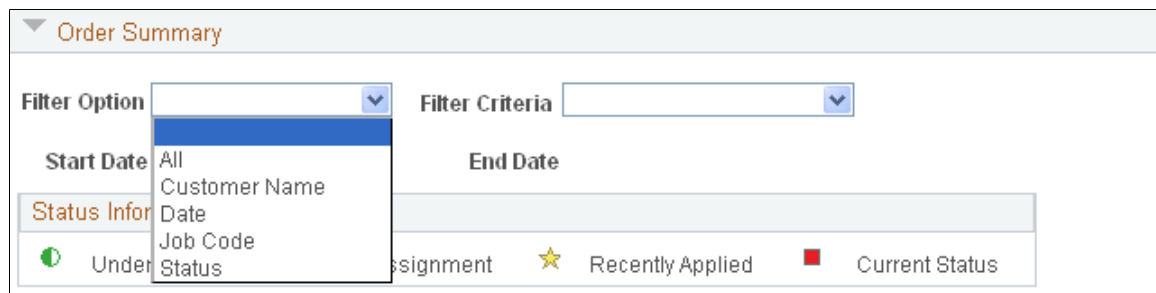 Order Summary
Filter Option Filter Criteria
Start Date All End Date
Customer Name
Status Infor Date
Job Code
Under Status ssignment Recently Applied Current Status